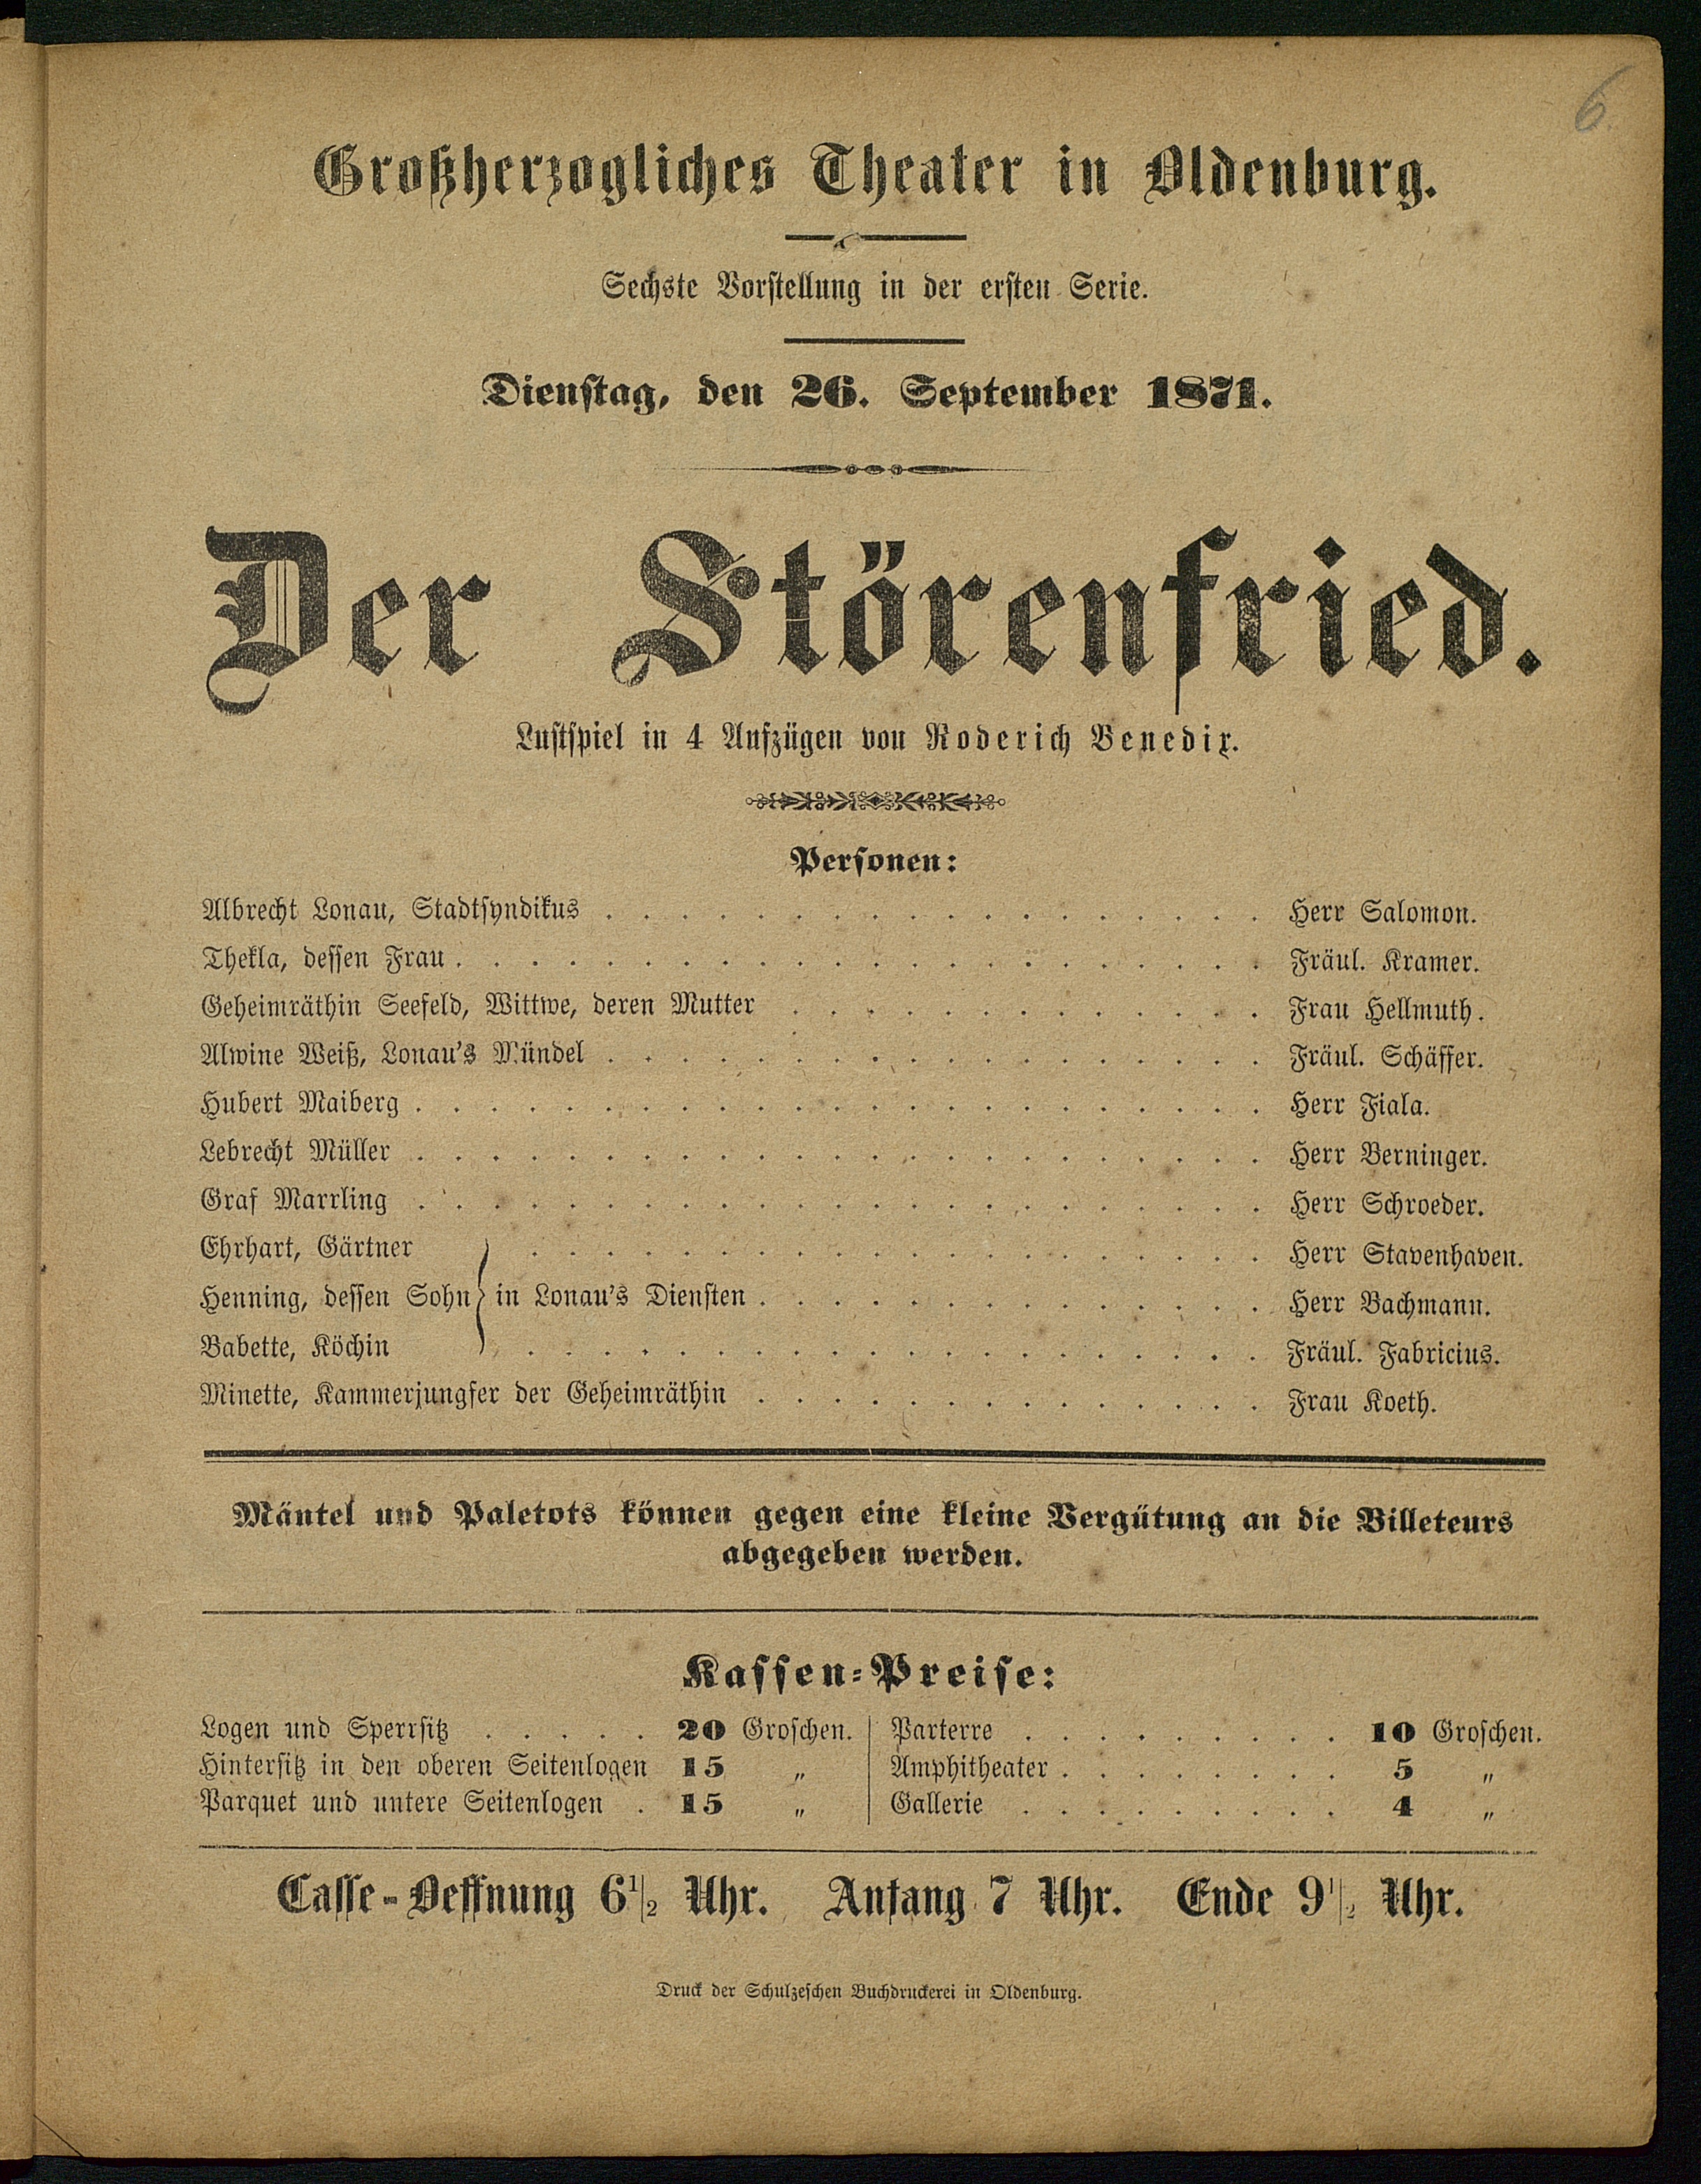 6
Großherzogliches Theater in Oldenburg.
Sechste Vorstellung in der ersten Serie.
Dienstag, den 26. September 1871.
Der Störenfried.
Lustspiel in 4 Aufzügen von Roderich Benedix.
Personen:
Albrecht Lonau, Stadtsyndikus . . . . . . . . . . . . . . . . . Herr Salomon.
Thekla, dessen Frau . . . . . . . . . . . . . . . . . . . . . Fräul. Kramer.
Geheimräthin Seefeld, Wittwe, deren Mutter . . . . . . . . . . . . . Frau Hellmuth.
Alwine Weiß, Lonau's Mündel . . . . . . . . . . . . . . . . . Fräul. Schäffer.
Hubert Maiberg . . . . . . . . . . . . . . . . . . . . . . Herr Fiala.
Lebrecht Müller . . . . . . . . . . . . . . . . . . . . . . Herr Berninger.
Graf Marrling . . . . . . . . . . . . . . . . . . . . . . Herr Schroeder.
Ehrhart, Gärtner . . . . . . . . . . . . . . . . . . . Herr Stavenhaven.
Henning, dessen Sohn } in Lonau's Diensten . . . . . . . . . . . . . Herr Bachmann.
Babette, Köchin . . . . . . . . . . . . . . . . . . . Fräul. Fabricius.
Minette, Kammerjungfer der Geheimräthin . . . . . . . . . . . . . Frau Koeth.
Mäntel und Paletots können gegen eine kleine Vergütung an die Billeteurs
abgegeben werden.
Kassen-Preise:
Logen und Sperrsitz . . . . . 20 Groschen. | Parterre . . . . . . . . . 10 Groschen.
Hintersitz in den oberen Seitenlogen 15 „ | Amphitheater . . . . . . . . 5 „
Parquet und untere Seitenlogen . 15 „ | Gallerie . . . . . . . . . 4 „
Casse-Oeffnung 6½ Uhr. Anfang 7 Uhr. Ende 9½ Uhr.
Druck der Schulzeschen Buchdruckerei in Oldenburg.